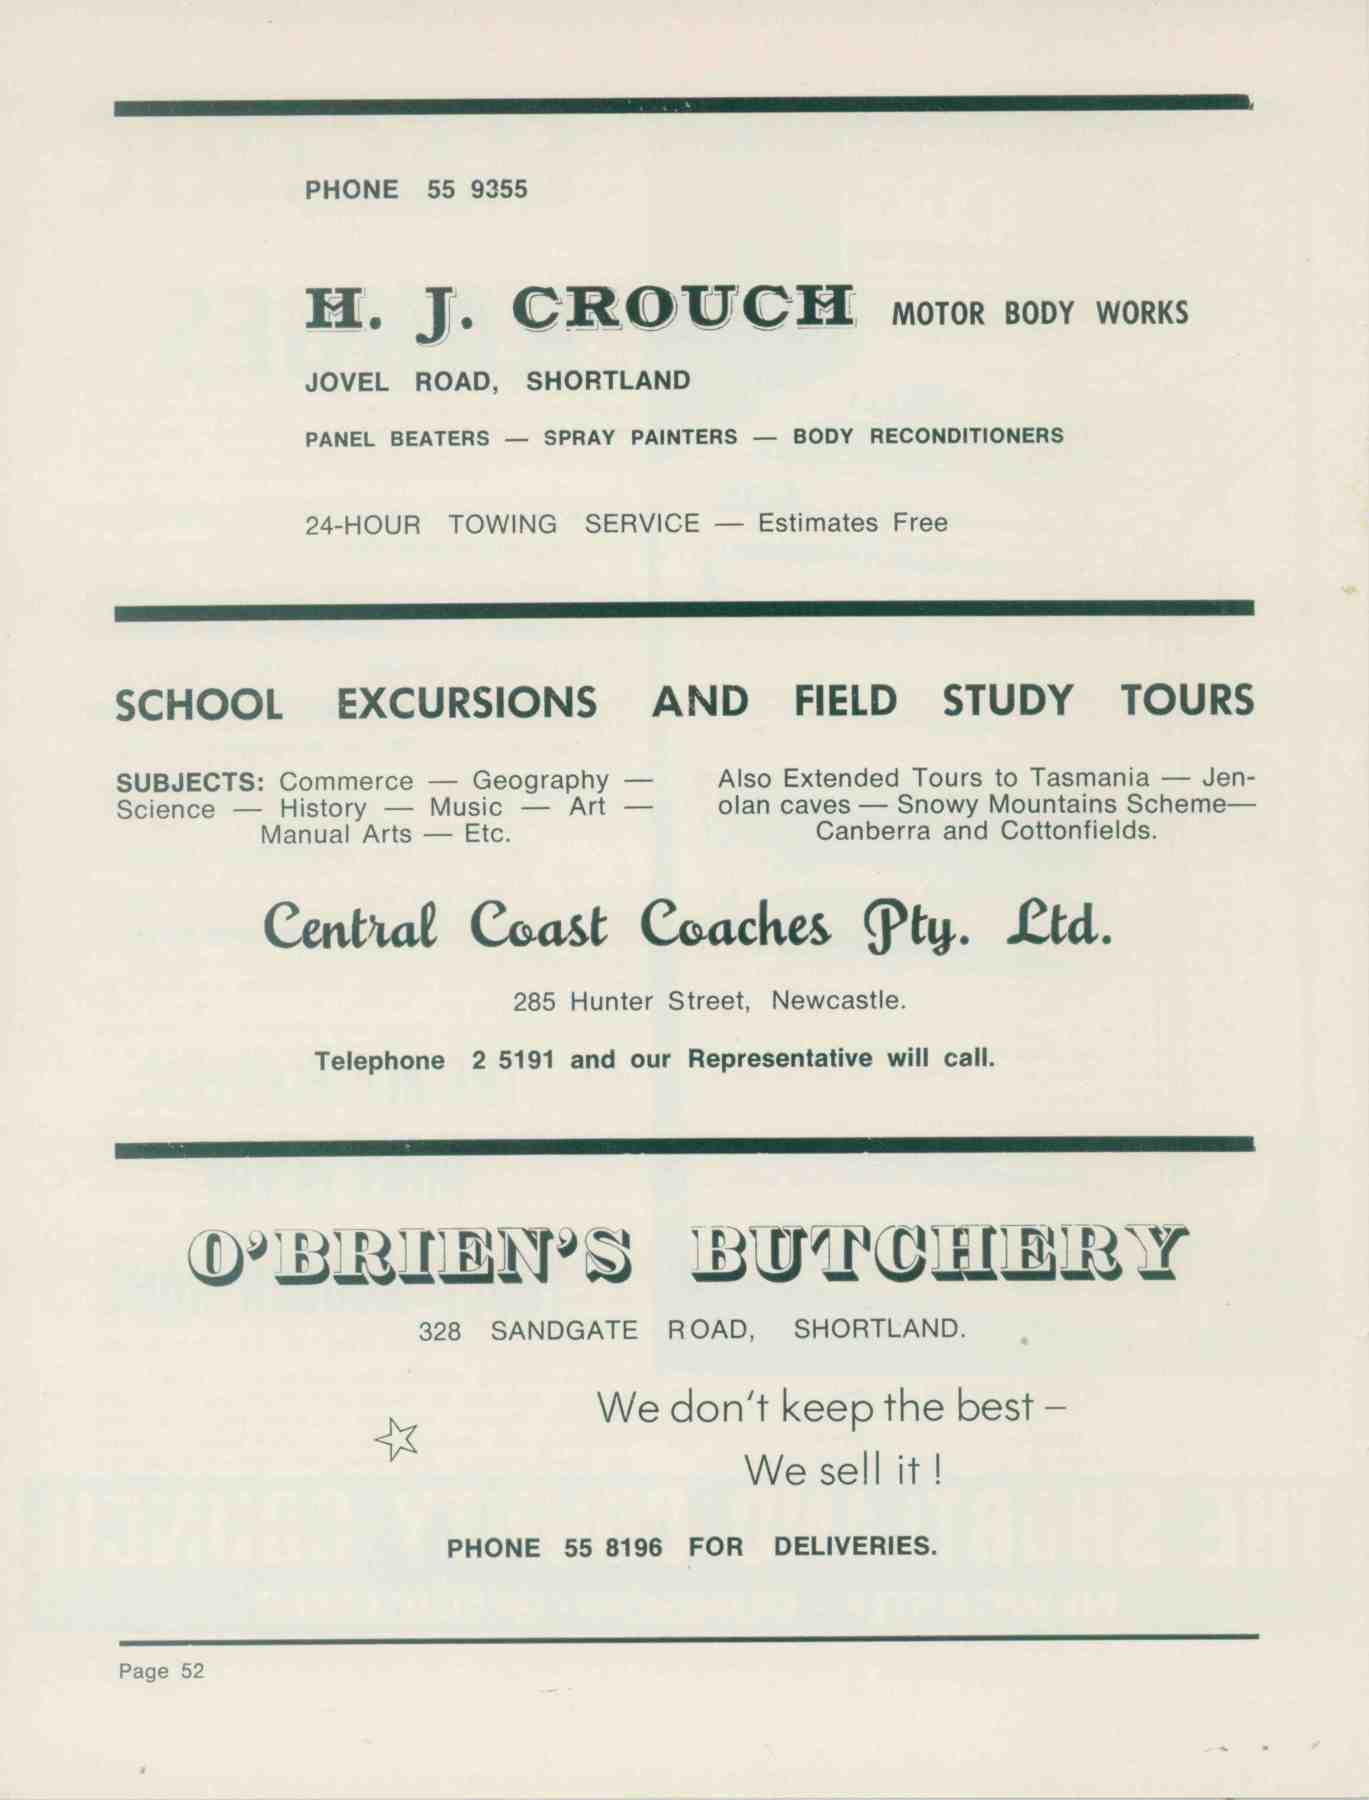 PHONE 55 9355
H. J. CROUCH MOTOR BODY WORKS
JOVEL ROAD, SHORTLAND
PANEL BEATERS — SPRAY PAINTERS — BODY RECONDITIONERS
24-HOUR TOWING SERVICE — Estimates Free
SCHOOL EXCURSIONS AND FIELD STUDY TOURS
SUBJECTS: Commerce — Geography —
Science — History — Music — Art —
Manual Arts — Etc.
Also Extended Tours to Tasmania — Jen-
olan caves — Snowy Mountains Scheme—
Canberra and Cottonfields.
Central Coast Coaches Pty. Ltd.
285 Hunter Street, Newcastle.
Telephone 2 5191 and our Representative will call.
O'BRIEN'S BUTCHERY
328 SANDGATE ROAD, SHORTLAND.
We don't keep the best –
We sell it !
PHONE 55 8196 FOR DELIVERIES.
Page 52